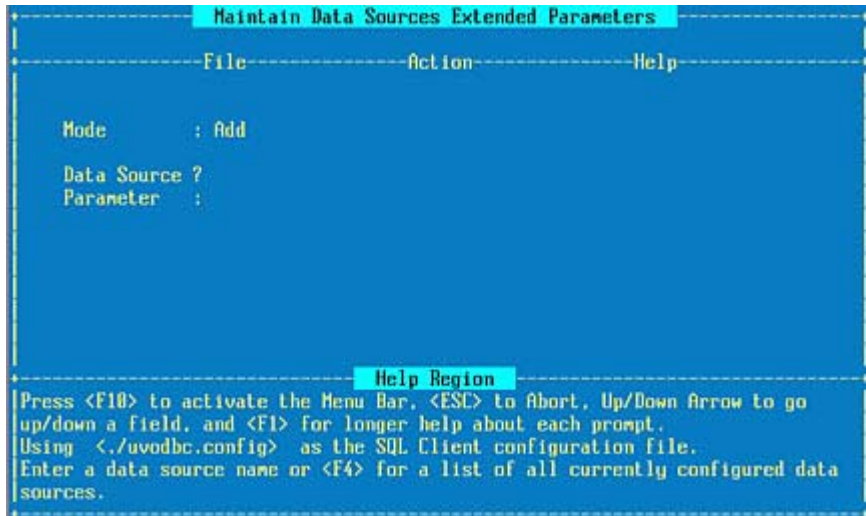 Maintain Data Sources Extended Parameters
File Action Help
Mode : Add
Data Source ?
Parameter :
Help Region
Press <F10> to activate the Menu Bar, <ESC> to Abort, Up/Down Arrow to go
up/down a field, and <F1> for longer help about each prompt.
Using <./uvodbc.config> as the SQL Client configuration file.
Enter a data source name or <F4> for a list of all currently configured data
sources.